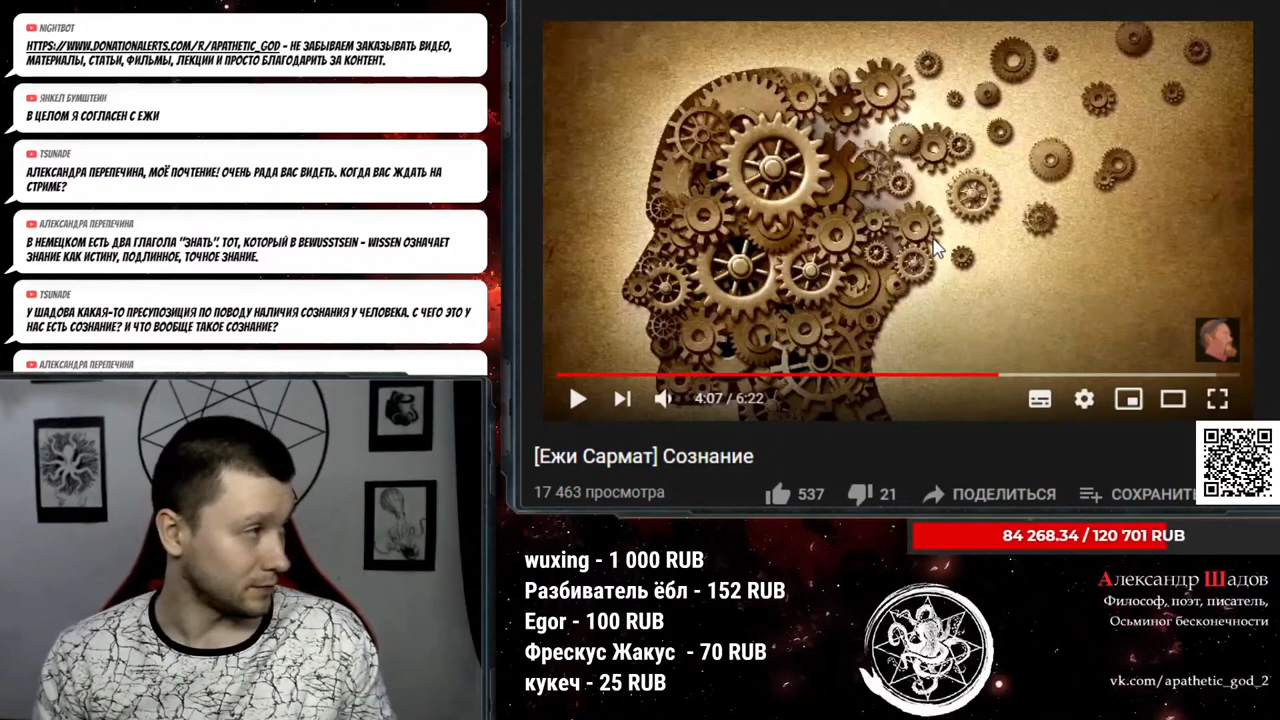 NIGHTBOT
HTTPS://WWW.DONATIONALERTS.COM/R/APATHETIC_GOD - НЕ ЗАБЫВАЕМ ЗАКАЗЫВАТЬ ВИДЕО,
МАТЕРИАЛЫ, СТАТЬИ, ФИЛЬМЫ, ЛЕКЦИИ И ПРОСТО БЛАГОДАРИТЬ ЗА КОНТЕНТ.
ЯНКЕЛ БУМШТЕИН
В ЦЕЛОМ Я СОГЛАСЕН С ЕЖИ
TSUNADE
АЛЕКСАНДРА ПЕРЕПЕЧИНА, МОЁ ПОЧТЕНИЕ! ОЧЕНЬ РАДА ВАС ВИДЕТЬ. КОГДА ВАС ЖДАТЬ НА
СТРИМЕ?
АЛЕКСАНДРА ПЕРЕПЕЧИНА
В НЕМЕЦКОМ ЕСТЬ ДВА ГЛАГОЛА "ЗНАТЬ". ТОТ, КОТОРЫЙ В BEWUSSTSEIN - WISSEN ОЗНАЧАЕТ
ЗНАНИЕ КАК ИСТИНУ, ПОДЛИННОЕ, ТОЧНОЕ ЗНАНИЕ.
TSUNADE
У ШАДОВА КАКАЯ-ТО ПРЕСУПОЗИЦИЯ ПО ПОВОДУ НАЛИЧИЯ СОЗНАНИЯ У ЧЕЛОВЕКА. С ЧЕГО ЭТО У
НАС ЕСТЬ СОЗНАНИЕ? И ЧТО ВООБЩЕ ТАКОЕ СОЗНАНИЕ?
АЛЕКСАНДРА ПЕРЕПЕЧИНА
4:07 / 6:22
[Ежи Сармат] Сознание
17 463 просмотра
537
21
ПОДЕЛИТЬСЯ
СОХРАНИТЬ
84 268.34 / 120 701 RUB
wuxing - 1 000 RUB
Разбиватель ёбл - 152 RUB
Egor - 100 RUB
Фрескус Жакус - 70 RUB
кукеч - 25 RUB
Александр Шадов
Философ, поэт, писатель,
Осьминог бесконечности
vk.com/apathetic_god_2